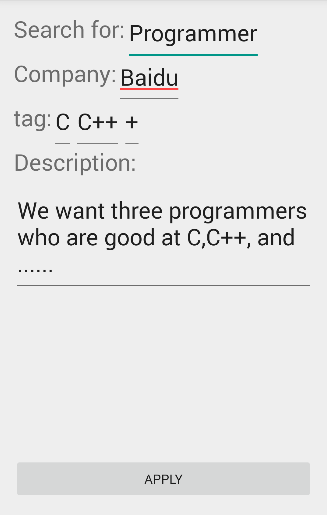 Search for: Programmer
Company: Baidu
tag: C C++ +
Description:
We want three programmers
who are good at C,C++, and
......
APPLY